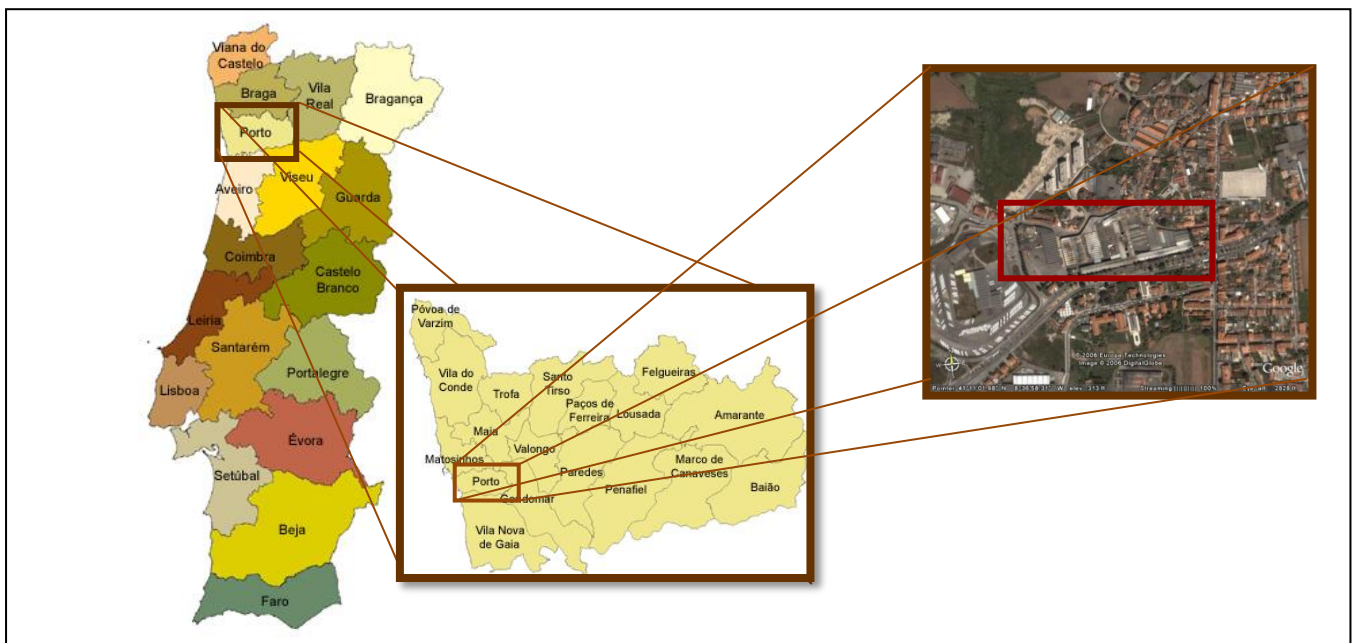 Viana do
Castelo
Braga
Vila
Real
Bragança
Porto
Aveiro
Viseu
Guarda
Coimbra
Castelo
Branco
Leiria
Santarém
Lisboa
Portalegre
Évora
Setúbal
Beja
Faro
Póvoa de
Varzim
Vila do
Conde
Trofa
Santo
Tirso
Felgueiras
Paços de
Ferreira
Lousada
Amarante
Maia
Matosinhos
Valongo
Porto
Paredes
Marco de
Canaveses
Gondomar
Penafiel
Baião
Vila Nova
de Gaia
© 2006 Europa Technologies
Image © 2006 DigitalGlobe
Google
Streaming 100%